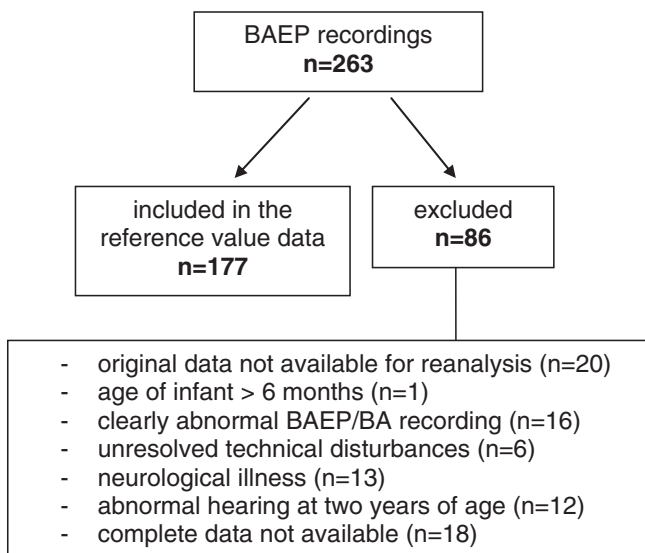 BAEP recordings
n=263
included in the
reference value data
n=177
excluded
n=86
- original data not available for reanalysis (n=20)
- age of infant > 6 months (n=1)
- clearly abnormal BAEP/BA recording (n=16)
- unresolved technical disturbances (n=6)
- neurological illness (n=13)
- abnormal hearing at two years of age (n=12)
- complete data not available (n=18)